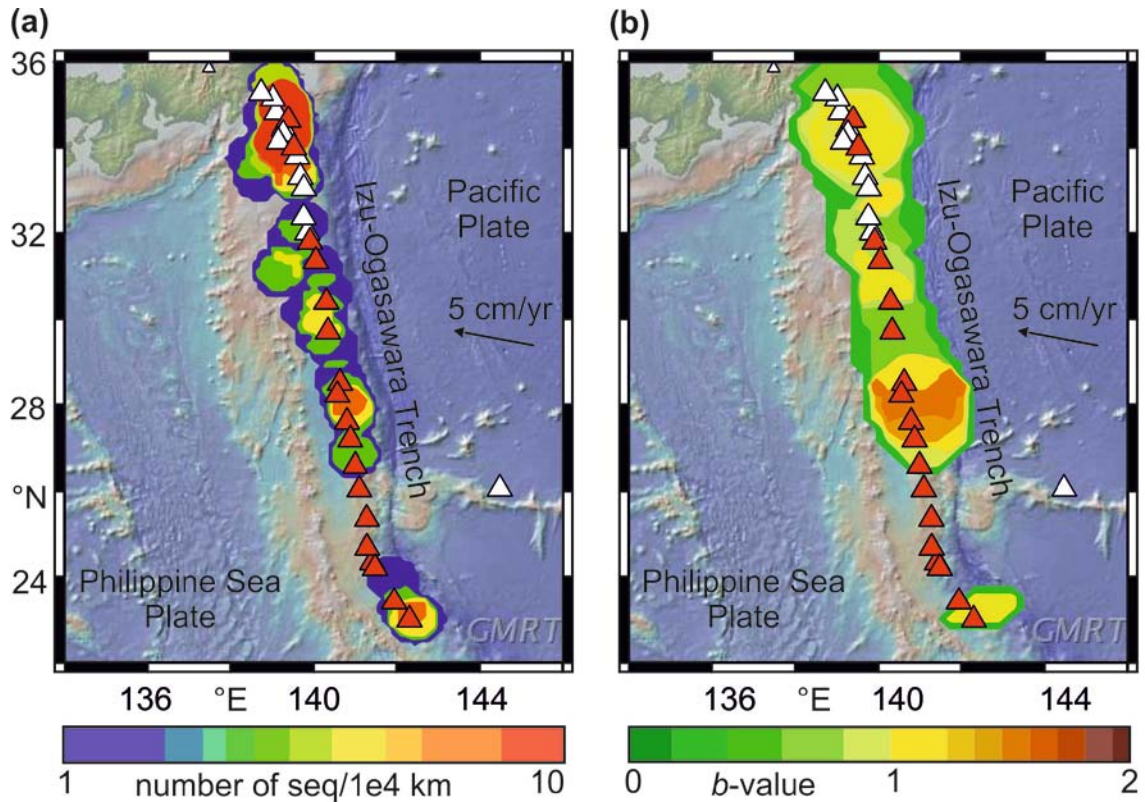 (a)
36
32
28
°N
24
Pacific
Plate
5 cm/yr
Izu-Ogasawara Trench
Philippine Sea
Plate
GMRT
136 °E 140 144
1 number of seq/1e4 km 10
(b)
Pacific
Plate
5 cm/yr
Izu-Ogasawara Trench
Philippine Sea
Plate
GMRT
136 °E 140 144
0 b-value 1 2